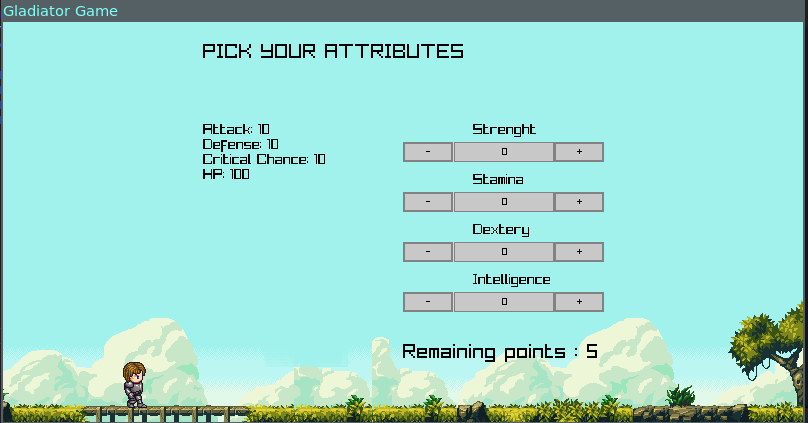 Gladiator Game
PICK YOUR ATTRIBUTES
Attack: 10
Defense: 10
Critical Chance: 10
HP: 100
Strenght
- 0 +
Stamina
- 0 +
Dextery
- 0 +
Intelligence
- 0 +
Remaining points : 5